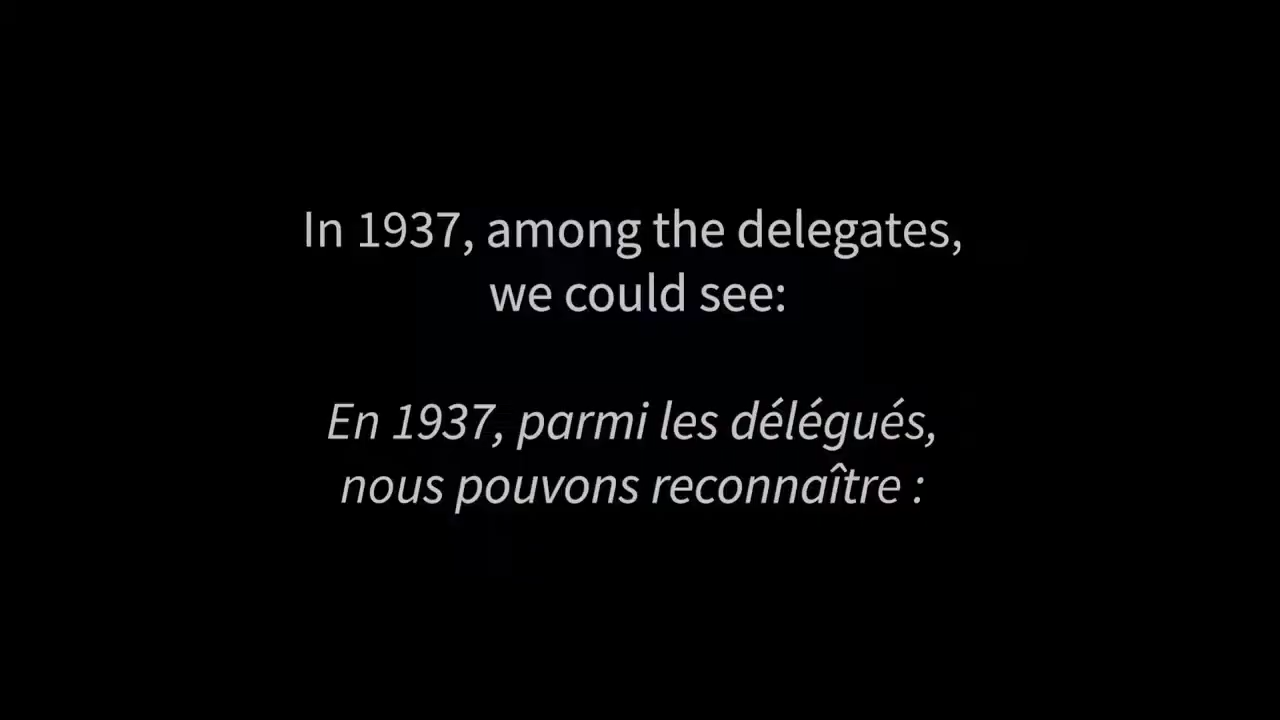 In 1937, among the delegates,
we could see:
En 1937, parmi les délégués,
nous pouvons reconnaître :